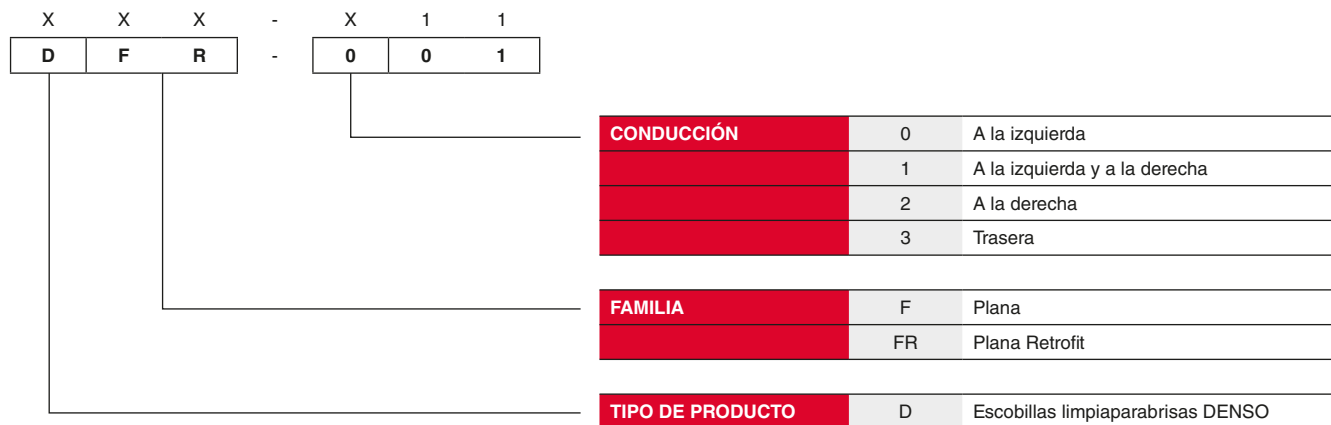 X X X - X 1 1
D F R - 0 0 1
CONDUCCIÓN 0 A la izquierda
1 A la izquierda y a la derecha
2 A la derecha
3 Trasera
FAMILIA F Plana
FR Plana Retrofit
TIPO DE PRODUCTO D Escobillas limpiaparabrisas DENSO